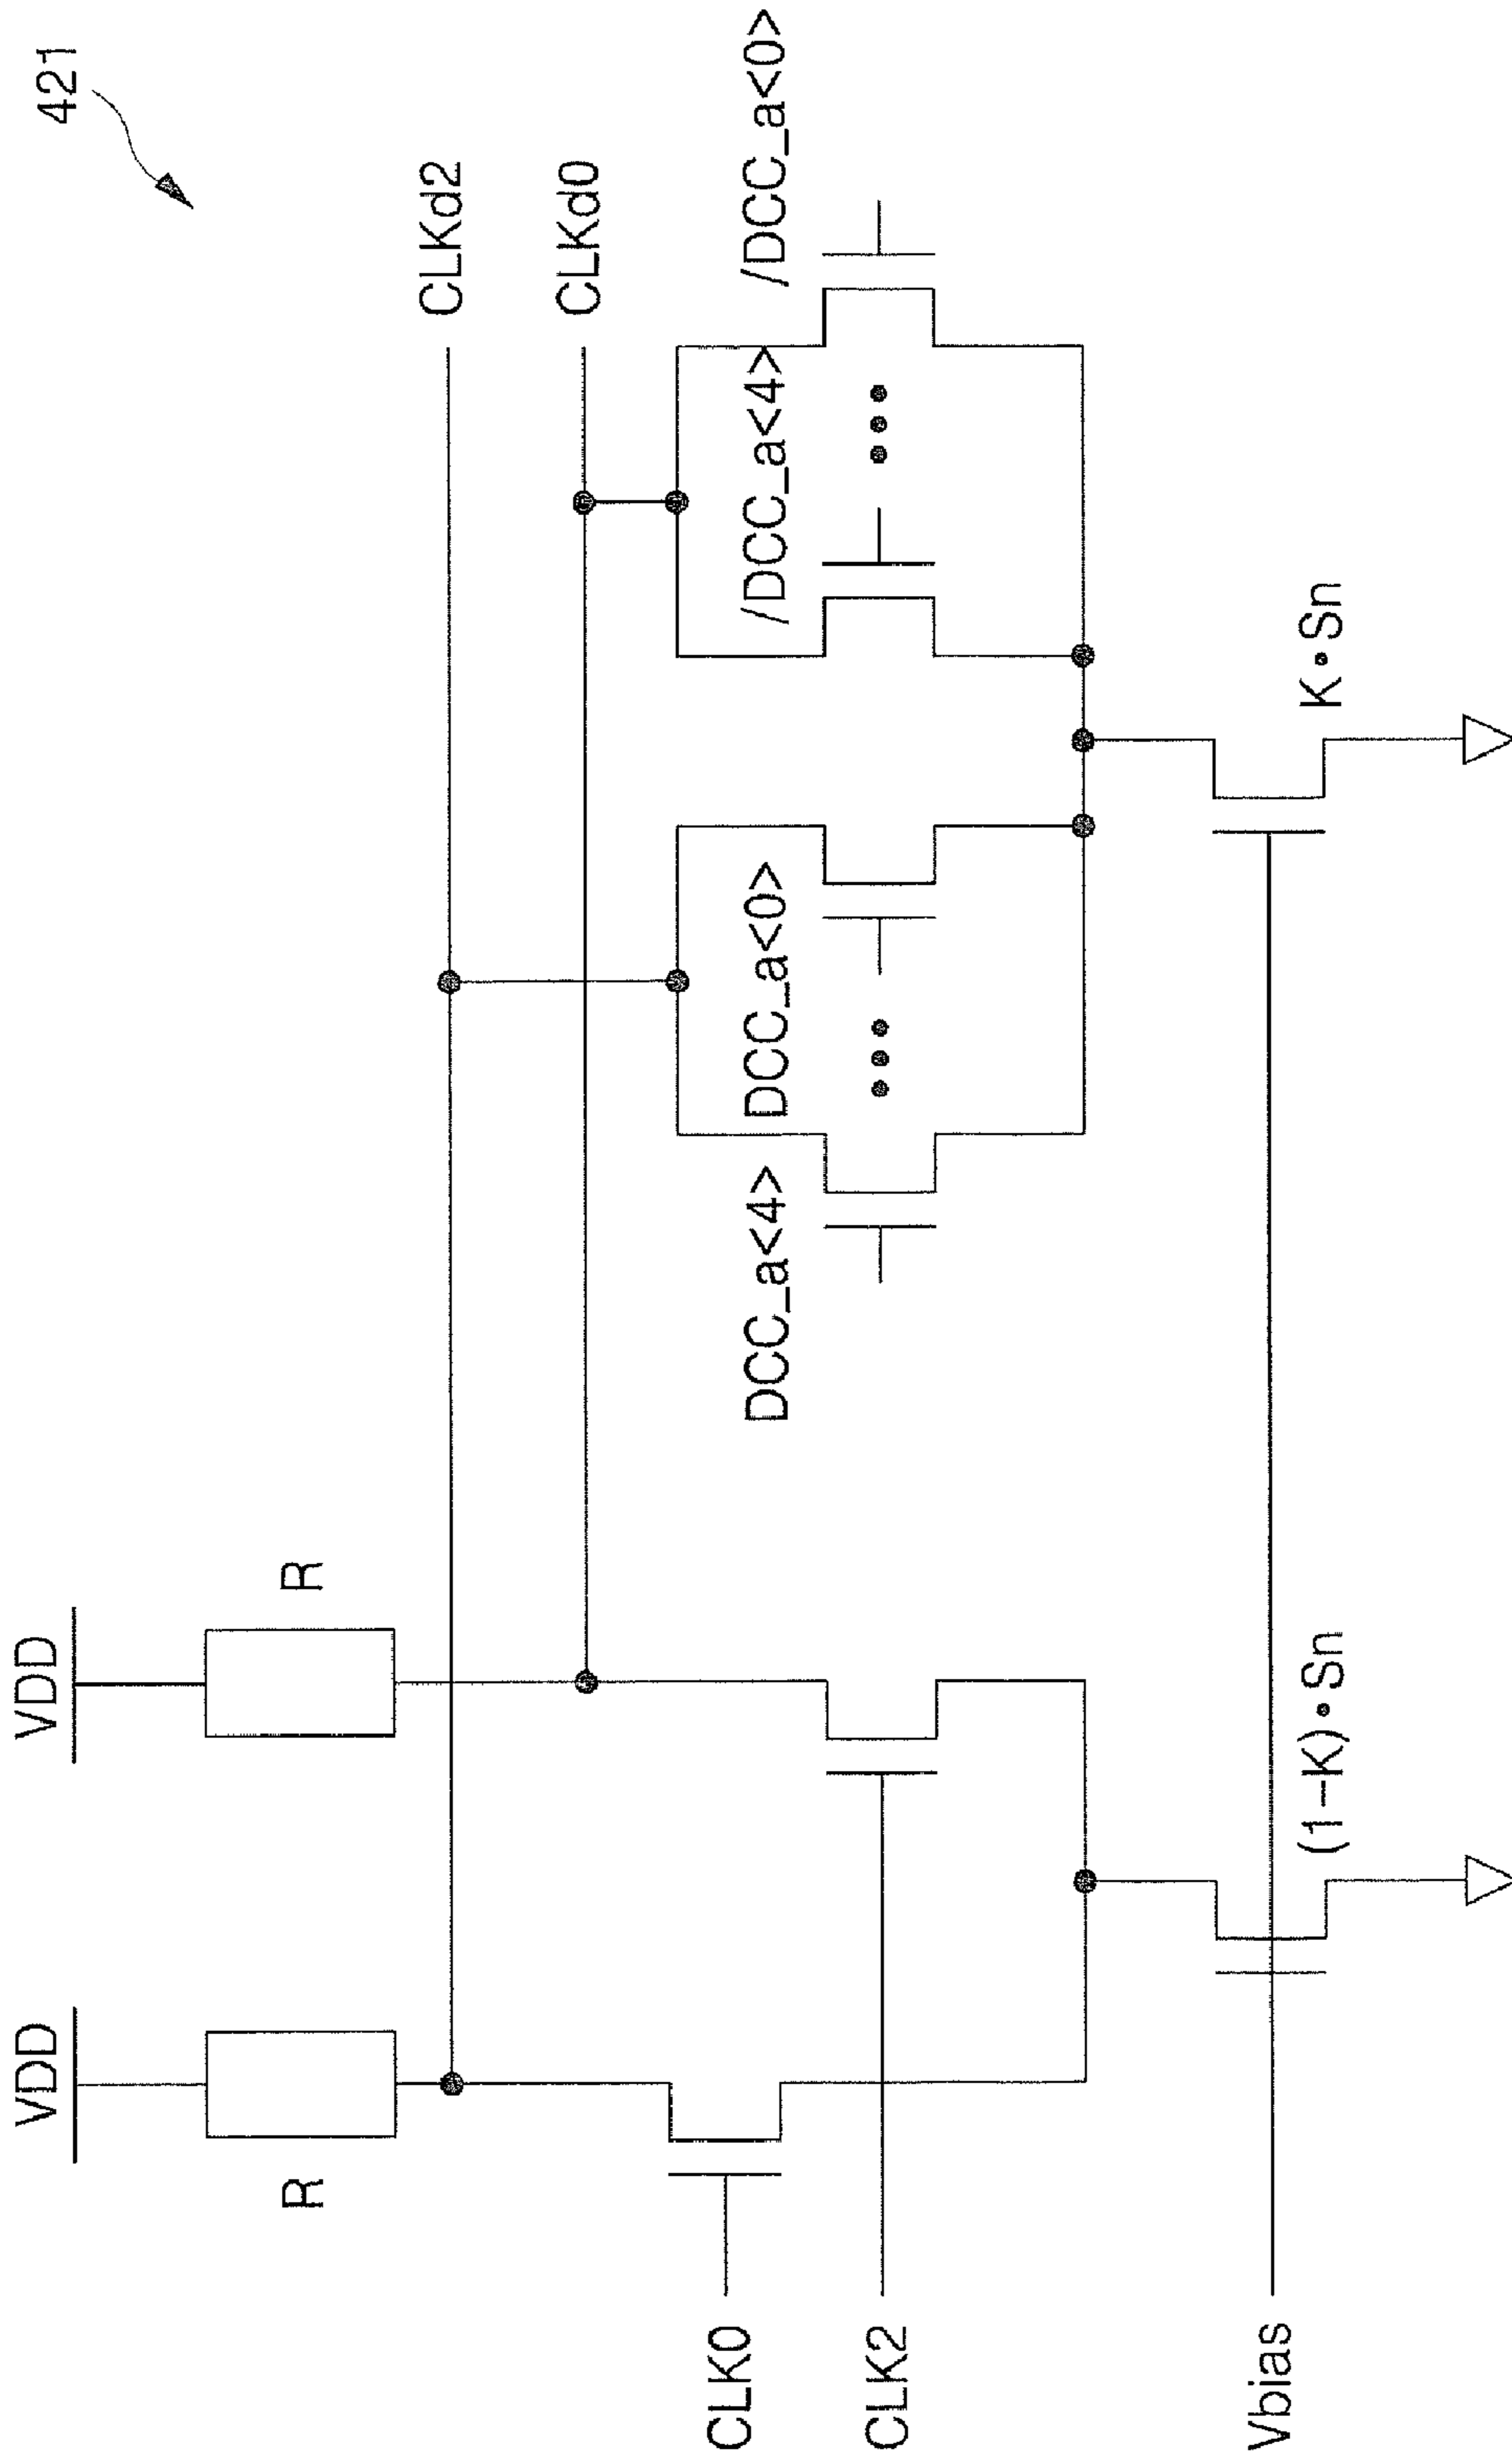 421
VDD
VDD
R
R
CLKd2
CLKd0
CLK0
CLK2
DCC_a<4>
DCC_a<0>
/DCC_a<4>
/DCC_a<0>
Vbias
(1-K)•Sn
K•Sn